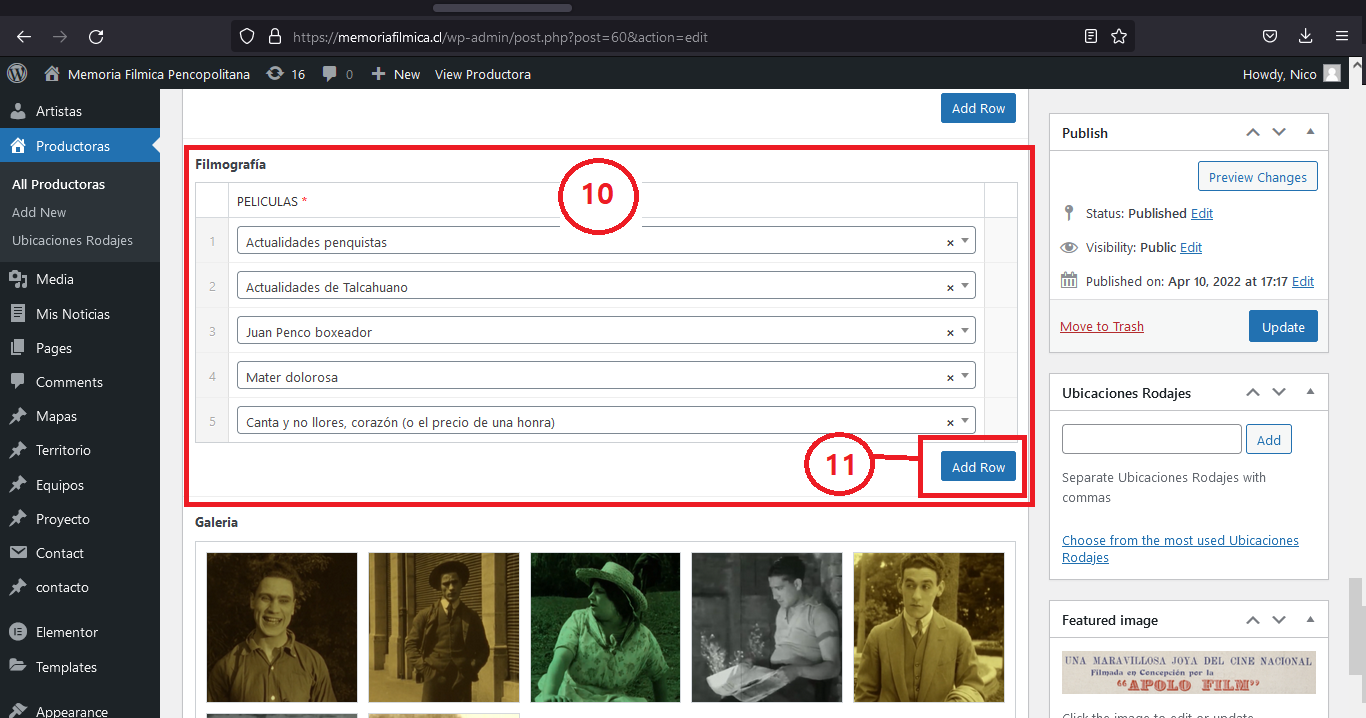 https://memoriafilmica.cl/wp-admin/post.php?post=60&action=edit
Memoria Filmica Pencopolitana 16 0 New View Productora Howdy, Nico
Artistas
Productoras
All Productoras
Add New
Ubicaciones Rodajes
Media
Mis Noticias
Pages
Comments
Mapas
Territorio
Equipos
Proyecto
Contact
contacto
Elementor
Templates
Appearance
Add Row
Filmografía
10
PELICULAS *
1 Actualidades penquistas ×
2 Actualidades de Talcahuano ×
3 Juan Penco boxeador ×
4 Mater dolorosa ×
5 Canta y no llores, corazón (o el precio de una honra) ×
11
Add Row
Galeria
Publish
Preview Changes
Status: Published Edit
Visibility: Public Edit
Published on: Apr 10, 2022 at 17:17 Edit
Move to Trash Update
Ubicaciones Rodajes
Add
Separate Ubicaciones Rodajes with
commas
Choose from the most used Ubicaciones
Rodajes
Featured image
UNA MARAVILLOSA JOYA DEL CINE NACIONAL
Filmada en Concepción por la
"APOLO FILM"
Click the image to edit or update